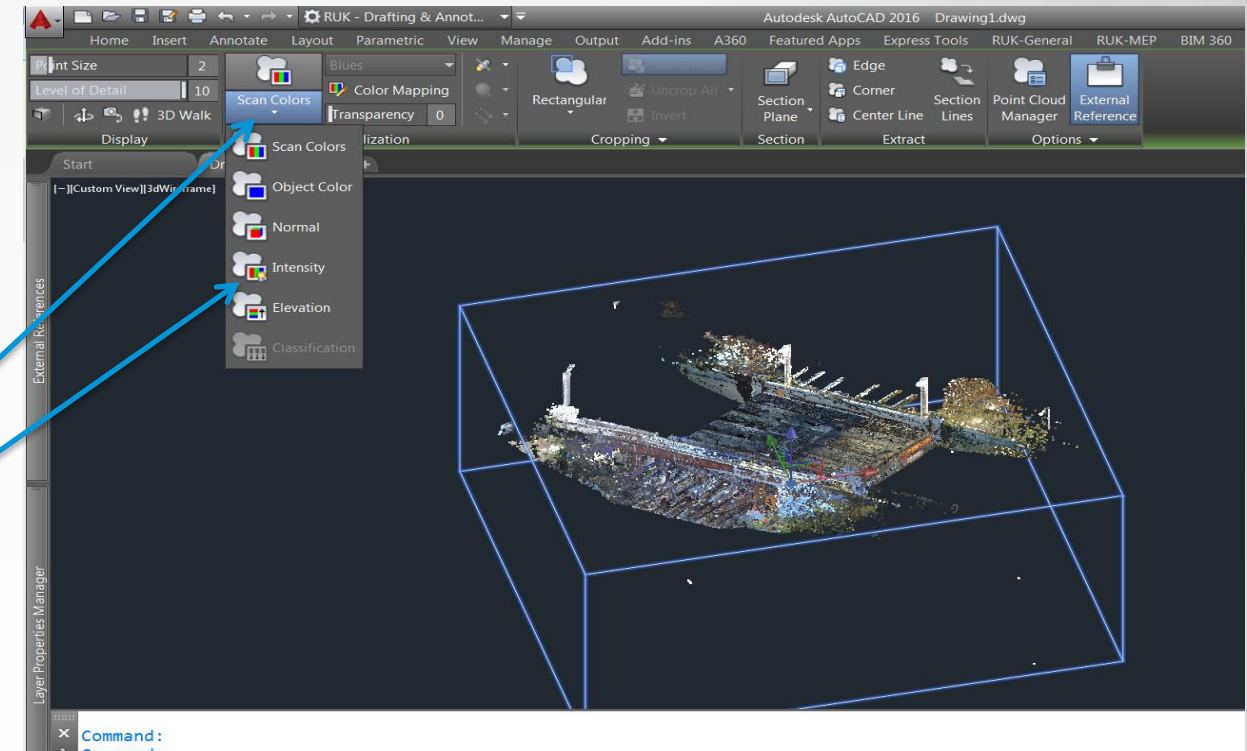 RUK - Drafting & Annot...
Autodesk AutoCAD 2016 Drawing1.dwg
Home Insert Annotate Layout Parametric View Manage Output Add-ins A360 Featured Apps Express Tools RUK-General RUK-MEP BIM 360
Point Size 2
Level of Detail 10
3D Walk
Display
Scan Colors
Blues
Color Mapping
Transparency 0
lization
Rectangular
Uncrop All
Invert
Cropping
Section Plane
Section
Edge
Corner
Center Line
Section Lines
Extract
Point Cloud Manager
External Reference
Options
Start
Dr
Scan Colors
Object Color
Normal
Intensity
Elevation
Classification
[−][Custom View][3dWireframe]
External References
Layer Properties Manager
Command: